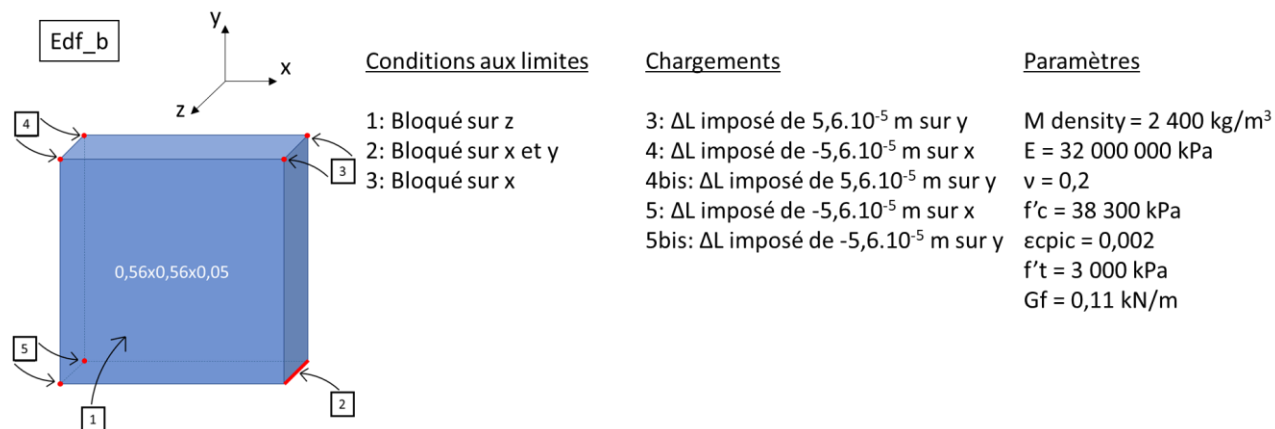 Edf_b
y
x
z
4
3
0,56x0,56x0,05
5
1
2
Conditions aux limites
1: Bloqué sur z
2: Bloqué sur x et y
3: Bloqué sur x
Chargements
3: ΔL imposé de 5,6.10⁻⁵ m sur y
4: ΔL imposé de -5,6.10⁻⁵ m sur x
4bis: ΔL imposé de 5,6.10⁻⁵ m sur y
5: ΔL imposé de -5,6.10⁻⁵ m sur x
5bis: ΔL imposé de -5,6.10⁻⁵ m sur y
Paramètres
M density = 2 400 kg/m³
E = 32 000 000 kPa
ν = 0,2
f'c = 38 300 kPa
εcpic = 0,002
f't = 3 000 kPa
Gf = 0,11 kN/m